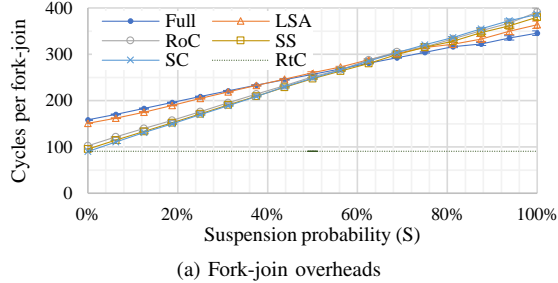 Cycles per fork-join
400
300
200
100
0
Full
LSA
RoC
SS
SC
RtC
0%
20%
40%
60%
80%
100%
Suspension probability (S)
(a) Fork-join overheads